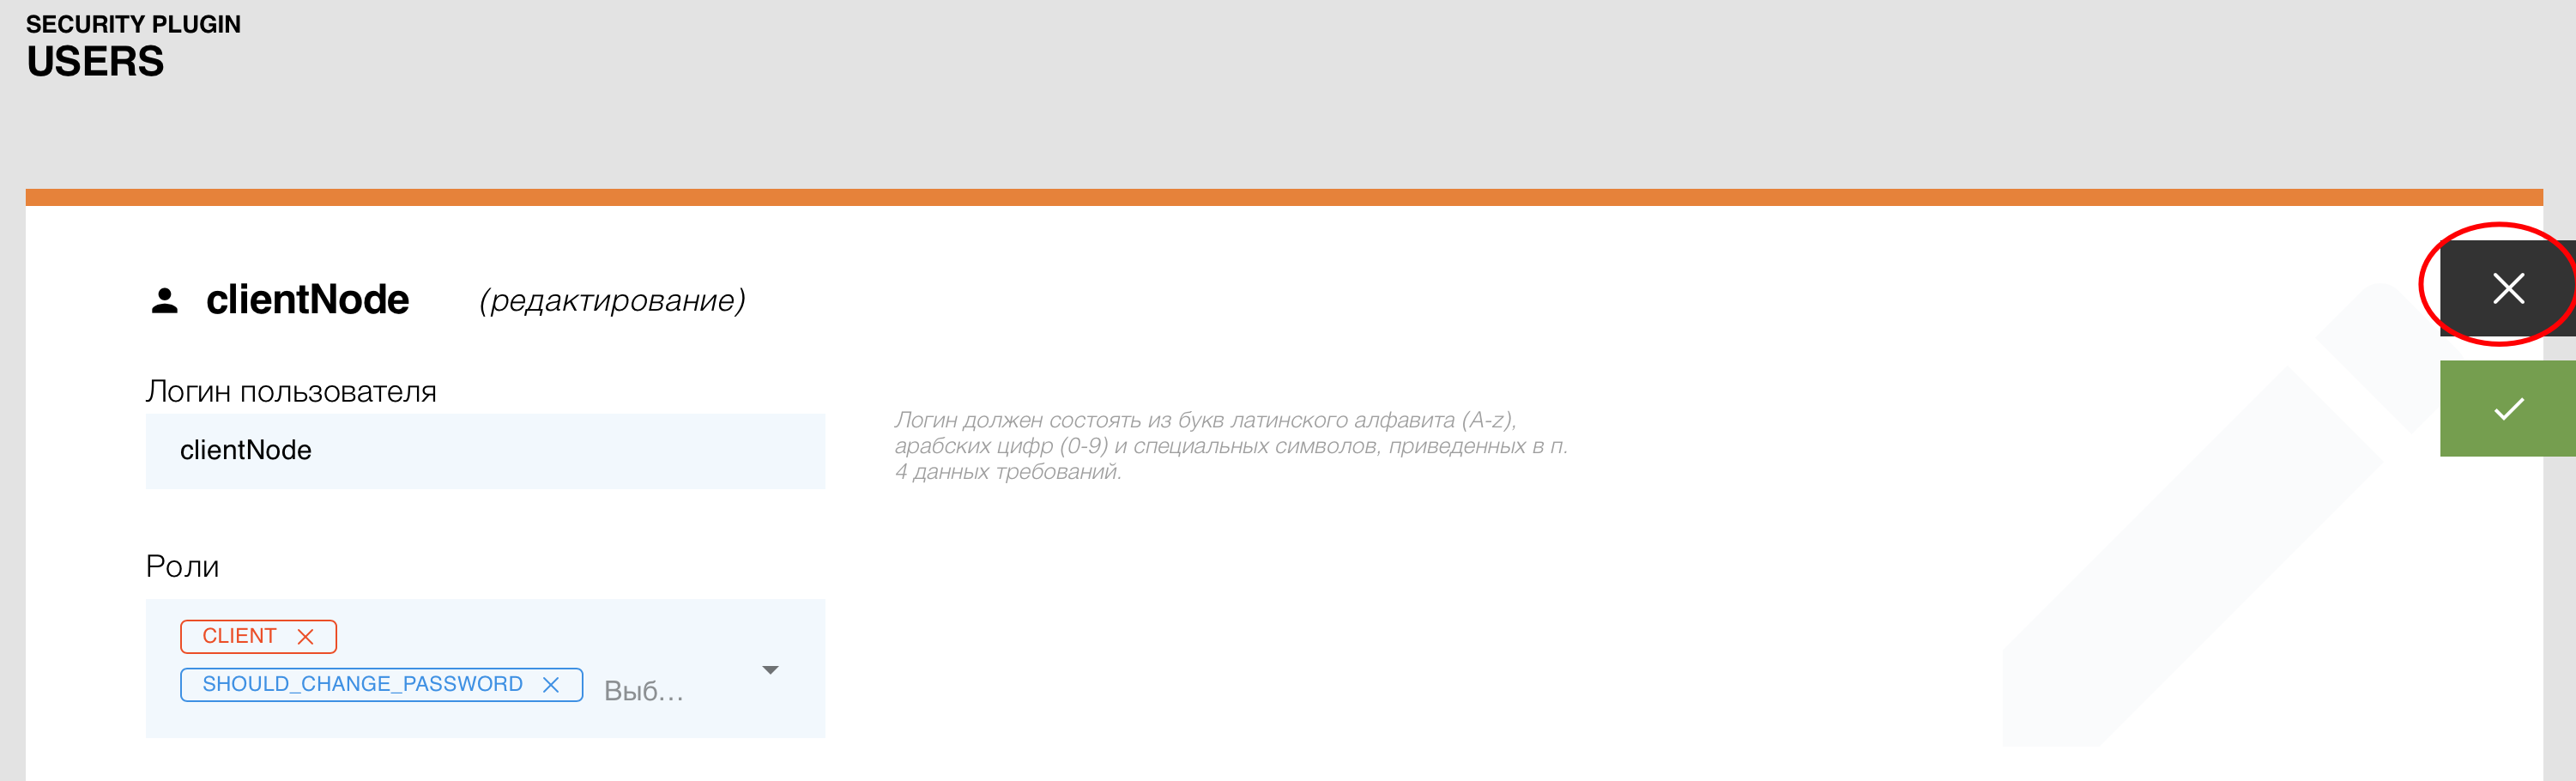 SECURITY PLUGIN
USERS
clientNode (редактирование)
Логин пользователя
clientNode
Логин должен состоять из букв латинского алфавита (A-z),
арабских цифр (0-9) и специальных символов, приведенных в п.
4 данных требований.
Роли
CLIENT
SHOULD_CHANGE_PASSWORD Выб...